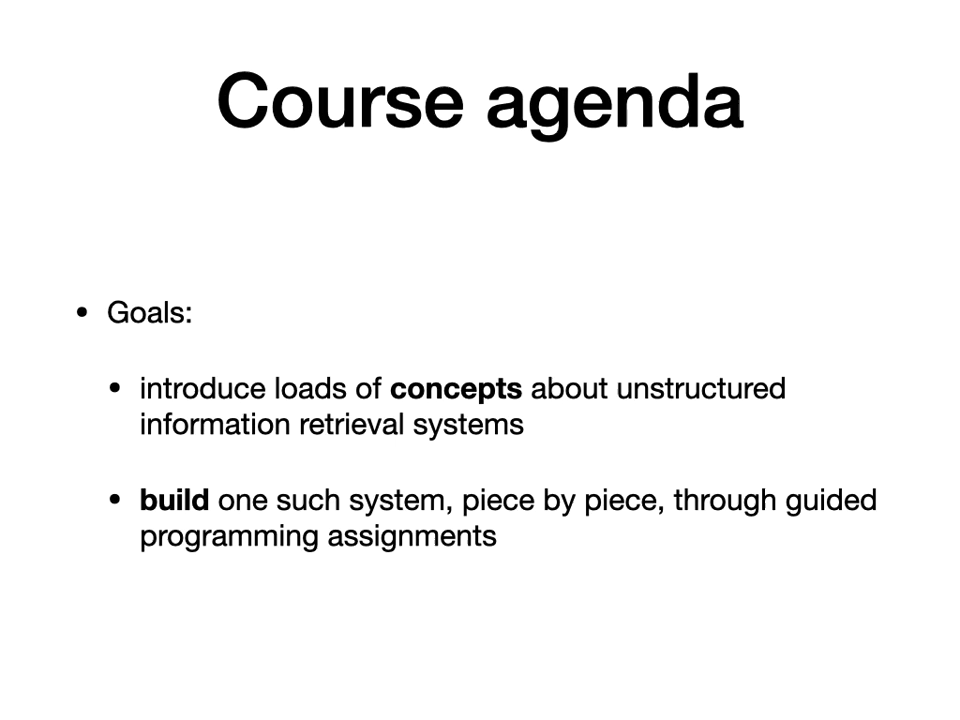 Course agenda
• Goals:
• introduce loads of concepts about unstructured
information retrieval systems
• build one such system, piece by piece, through guided
programming assignments